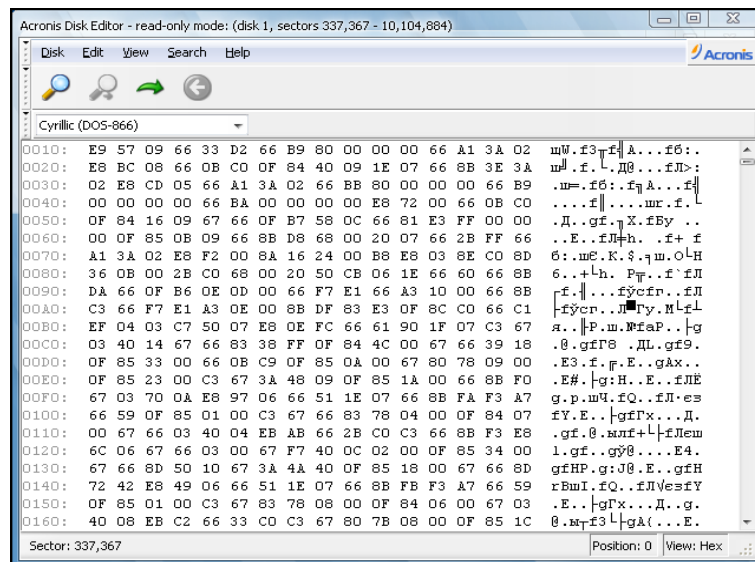 Acronis Disk Editor - read-only mode: (disk 1, sectors 337,367 - 10,104,884)
Disk Edit View Search Help
Acronis
Cyrillic (DOS-866)
0010: E9 57 09 66 33 D2 66 B9 80 00 00 00 66 A1 3A 02
0020: E8 BC 08 66 0B C0 0F 84 40 09 1E 07 66 8B 3E 3A
0030: 02 E8 CD 05 66 A1 3A 02 66 BB 80 00 00 00 66 B9
0040: 00 00 00 00 66 BA 00 00 00 00 E8 72 00 66 0B C0
0050: 0F 84 16 09 67 66 0F B7 58 0C 66 81 E3 FF 00 00
0060: 00 0F 85 0B 09 66 8B D8 68 00 20 07 66 2B FF 66
0070: A1 3A 02 E8 F2 00 8A 16 24 00 B8 E8 03 8E C0 8D
0080: 36 0B 00 2B C0 68 00 20 50 CB 06 1E 66 60 66 8B
0090: DA 66 0F B6 0E 0D 00 66 F7 E1 66 A3 10 00 66 8B
00A0: C3 66 F7 E1 A3 0E 00 8B DF 83 E3 0F 8C C0 66 C1
00B0: EF 04 03 C7 50 07 E8 0E FC 66 61 90 1F 07 C3 67
00C0: 03 40 14 67 66 83 38 FF 0F 84 4C 00 67 66 39 18
00D0: 0F 85 33 00 66 0B C9 0F 85 0A 00 67 80 78 09 00
00E0: 0F 85 23 00 C3 67 3A 48 09 0F 85 1A 00 66 8B F0
00F0: 67 03 70 0A E8 97 06 66 51 1E 07 66 8B FA F3 A7
0100: 66 59 0F 85 01 00 C3 67 66 83 78 04 00 0F 84 07
0110: 00 67 66 03 40 04 EB AB 66 2B C0 C3 66 8B F3 E8
0120: 6C 06 67 66 03 00 67 F7 40 0C 02 00 0F 85 34 00
0130: 67 66 8D 50 10 67 3A 4A 40 0F 85 18 00 67 66 8D
0140: 72 42 E8 49 06 66 51 1E 07 66 8B FB F3 A7 66 59
0150: 0F 85 01 00 C3 67 83 78 08 00 0F 84 06 00 67 03
0160: 40 08 EB C2 66 33 C0 C3 67 80 7B 08 00 0F 85 1C
Sector: 337,367 Position: 0 View: Hex